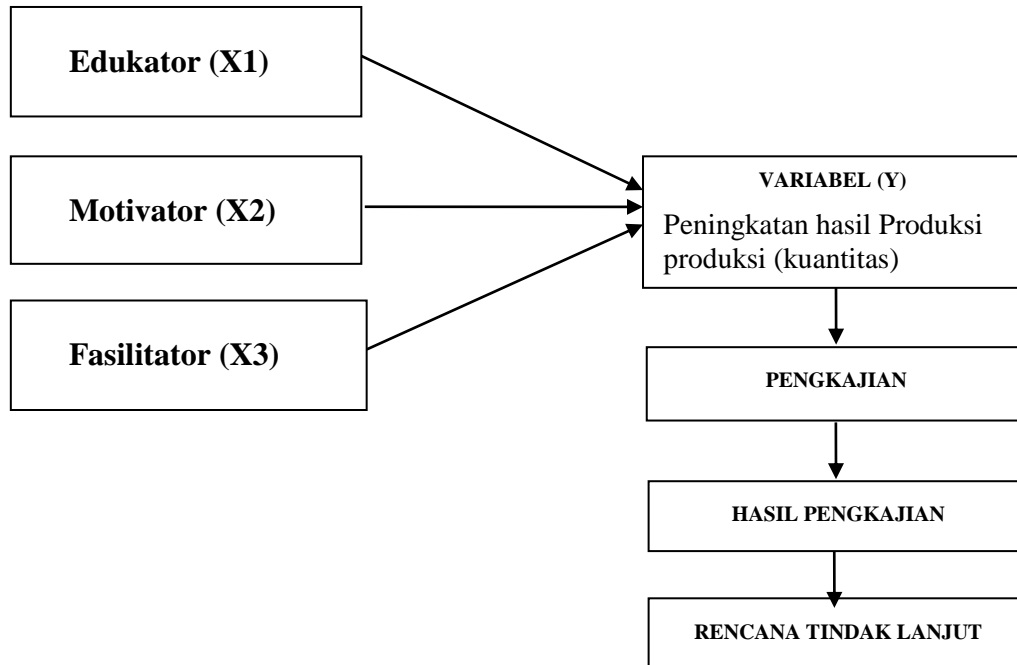 Edukator (X1)
Motivator (X2)
Fasilitator (X3)
VARIABEL (Y)
Peningkatan hasil Produksi
produksi (kuantitas)
PENGKAJIAN
HASIL PENGKAJIAN
RENCANA TINDAK LANJUT